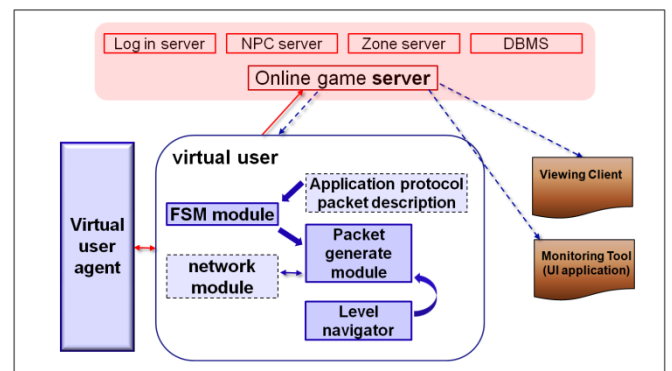 Log in server
NPC server
Zone server
DBMS
Online game server
virtual user
Application protocol
packet description
FSM module
Virtual
user
agent
Packet
generate
module
network
module
Level
navigator
Viewing Client
Monitoring Tool
(UI application)